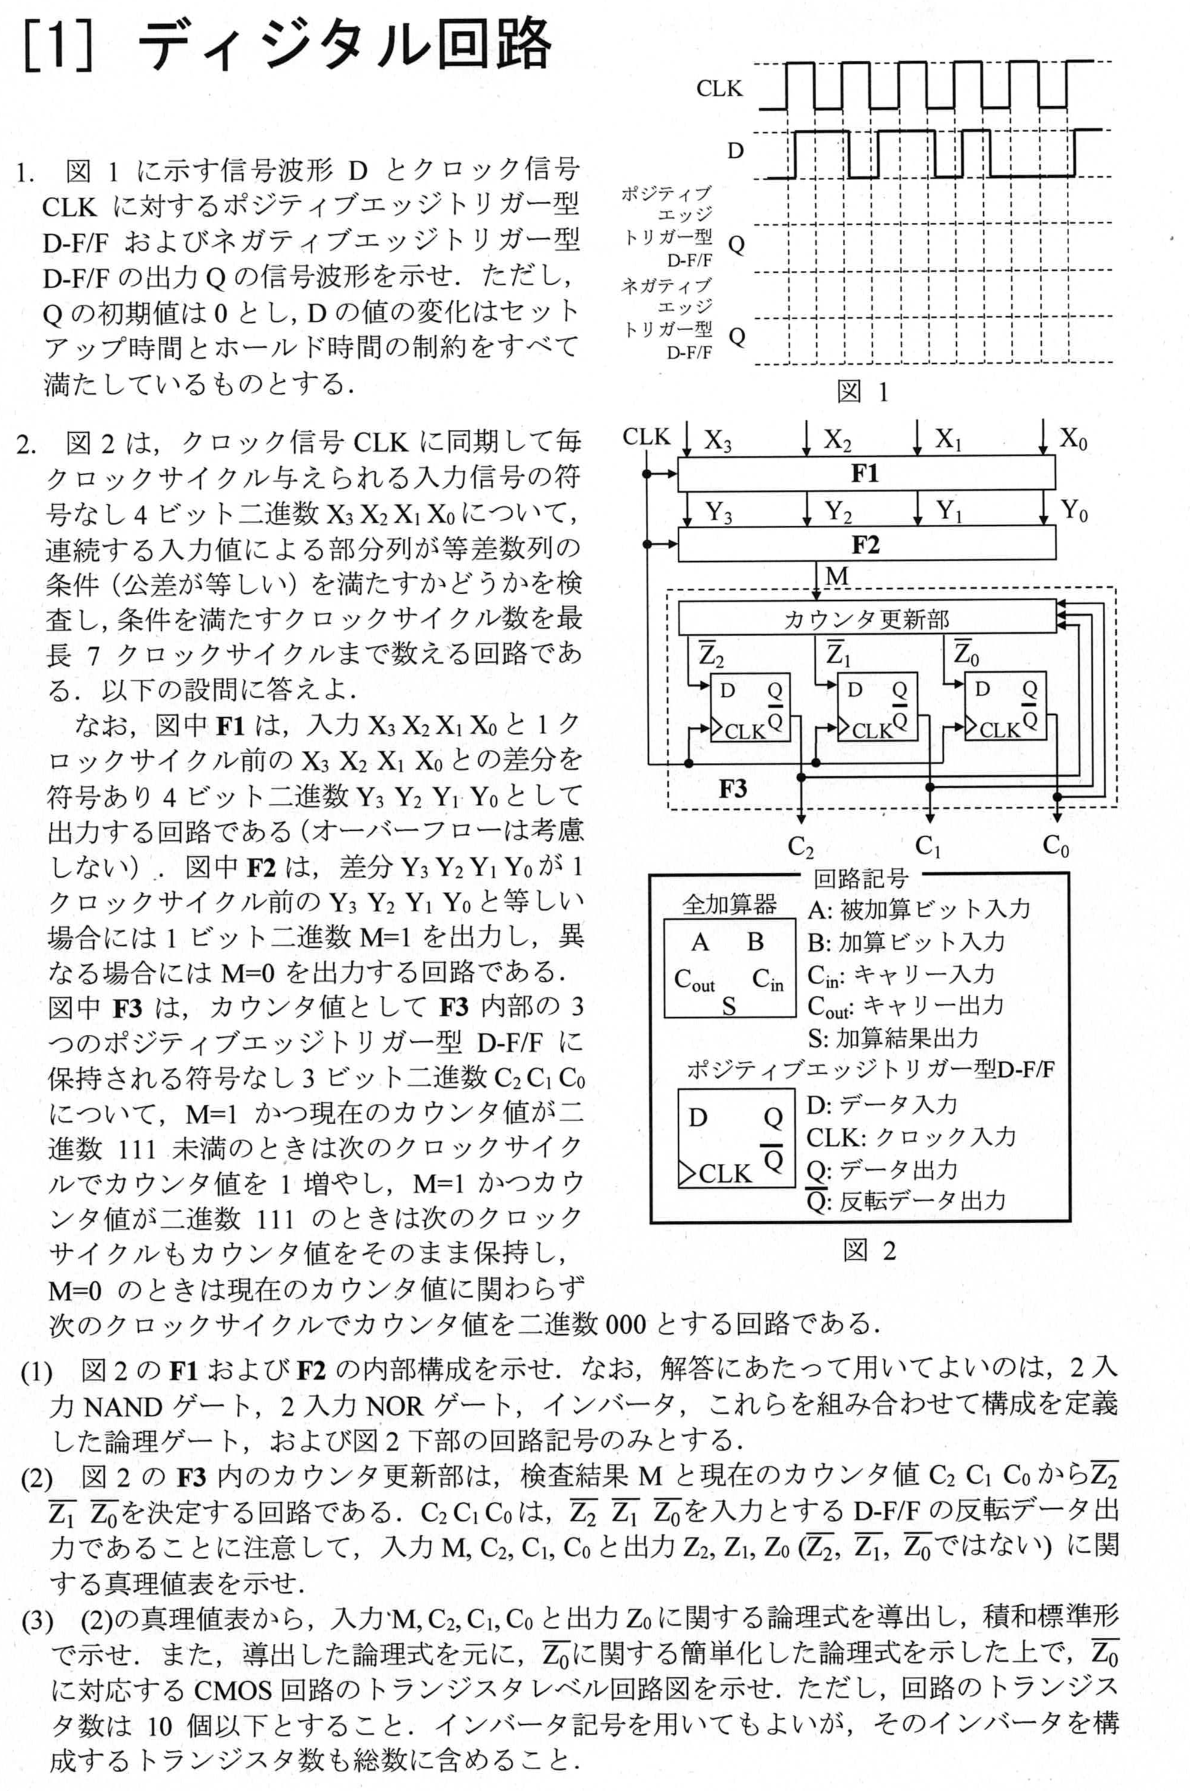 [1] ディジタル回路
1. 図 1 に示す信号波形 D とクロック信号
CLK に対するポジティブエッジトリガー型
D-F/F およびネガティブエッジトリガー型
D-F/F の出力 Q の信号波形を示せ．ただし，
Q の初期値は 0 とし，D の値の変化はセット
アップ時間とホールド時間の制約をすべて
満たしているものとする．
CLK
D
ポジティブ
エッジ
トリガー型
D-F/F
Q
ネガティブ
エッジ
トリガー型
D-F/F
Q
図 1
2. 図 2 は，クロック信号 CLK に同期して毎
クロックサイクル与えられる入力信号の符
号なし 4 ビット二進数 X₃ X₂ X₁ X₀ について，
連続する入力値による部分列が等差数列の
条件（公差が等しい）を満たすかどうかを検
査し，条件を満たすクロックサイクル数を最
長 7 クロックサイクルまで数える回路であ
る．以下の設問に答えよ．
なお，図中 F1 は，入力 X₃ X₂ X₁ X₀ と 1 ク
ロックサイクル前の X₃ X₂ X₁ X₀ との差分を
符号あり 4 ビット二進数 Y₃ Y₂ Y₁ Y₀ として
出力する回路である（オーバーフローは考慮
しない）．図中 F2 は，差分 Y₃ Y₂ Y₁ Y₀ が 1
クロックサイクル前の Y₃ Y₂ Y₁ Y₀ と等しい
場合には 1 ビット二進数 M=1 を出力し，異
なる場合には M=0 を出力する回路である．
図中 F3 は，カウンタ値として F3 内部の 3
つのポジティブエッジトリガー型 D-F/F に
保持される符号なし 3 ビット二進数 C₂ C₁ C₀
について，M=1 かつ現在のカウンタ値が二
進数 111 未満のときは次のクロックサイク
ルでカウンタ値を 1 増やし，M=1 かつカウ
ンタ値が二進数 111 のときは次のクロック
サイクルもカウンタ値をそのまま保持し，
M=0 のときは現在のカウンタ値に関わらず
次のクロックサイクルでカウンタ値を二進数 000 とする回路である．
CLK X₃ X₂ X₁ X₀
F1
Y₃ Y₂ Y₁ Y₀
F2
M
カウンタ更新部
Z̅₂ Z̅₁ Z̅₀
D Q D Q D Q
CLK Q̅ CLK Q̅ CLK Q̅
F3
C₂ C₁ C₀
回路記号
全加算器
A B
Cout Cin
S
A: 被加算ビット入力
B: 加算ビット入力
Cin: キャリー入力
Cout: キャリー出力
S: 加算結果出力
ポジティブエッジトリガー型D-F/F
D Q
CLK Q̅
D: データ入力
CLK: クロック入力
Q: データ出力
Q̅: 反転データ出力
図 2
(1) 図 2 の F1 および F2 の内部構成を示せ．なお，解答にあたって用いてよいのは，2 入
力 NAND ゲート，2 入力 NOR ゲート，インバータ，これらを組み合わせて構成を定義
した論理ゲート，および図 2 下部の回路記号のみとする．
(2) 図 2 の F3 内のカウンタ更新部は，検査結果 M と現在のカウンタ値 C₂ C₁ C₀ から Z̅₂
Z̅₁ Z̅₀ を決定する回路である．C₂ C₁ C₀ は，Z̅₂ Z̅₁ Z̅₀ を入力とする D-F/F の反転データ出
力であることに注意して，入力 M, C₂, C₁, C₀ と出力 Z₂, Z₁, Z₀ (Z̅₂, Z̅₁, Z̅₀ ではない) に関
する真理値表を示せ．
(3) (2)の真理値表から，入力 M, C₂, C₁, C₀ と出力 Z₀ に関する論理式を導出し，積和標準形
で示せ．また，導出した論理式を元に，Z̅₀ に関する簡単化した論理式を示した上で，Z̅₀
に対応する CMOS 回路のトランジスタレベル回路図を示せ．ただし，回路のトランジス
タ数は 10 個以下とすること．インバータ記号を用いてもよいが，そのインバータを構
成するトランジスタ数も総数に含めること．